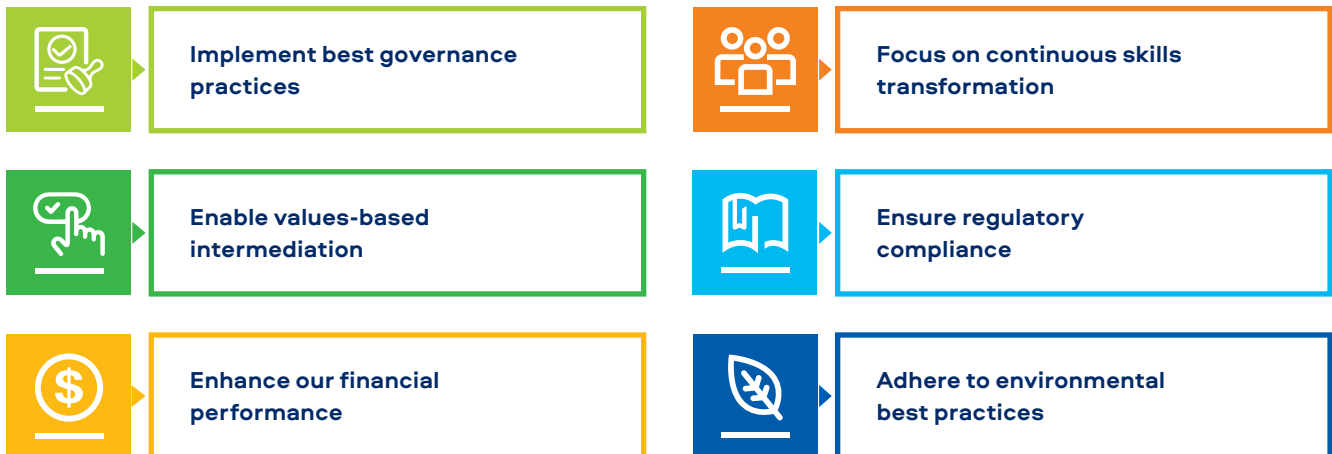 Implement best governance
practices
Focus on continuous skills
transformation
Enable values-based
intermediation
Ensure regulatory
compliance
$
Enhance our financial
performance
Adhere to environmental
best practices